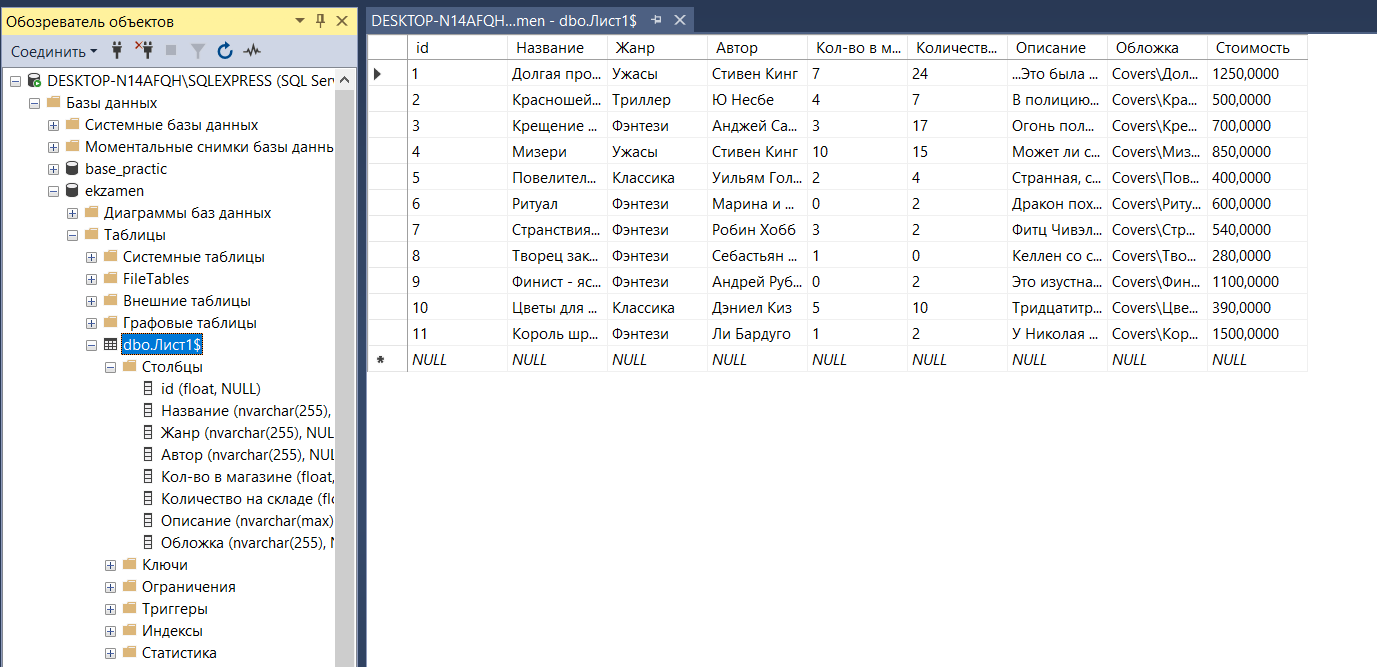 Обозреватель объектов
Соединить
DESKTOP-N14AFQH\SQLEXPRESS (SQL Ser
Базы данных
Системные базы данных
Моментальные снимки базы данн
base_practic
ekzamen
Диаграммы баз данных
Таблицы
Системные таблицы
FileTables
Внешние таблицы
Графовые таблицы
dbo.Лист1$
Столбцы
id (float, NULL)
Название (nvarchar(255),
Жанр (nvarchar(255), NUL
Автор (nvarchar(255), NUL
Кол-во в магазине (float,
Количество на складе (flo
Описание (nvarchar(max)
Обложка (nvarchar(255), N
Ключи
Ограничения
Триггеры
Индексы
Статистика
DESKTOP-N14AFQH...men - dbo.Лист1$
id Название Жанр Автор Кол-во в м... Количеств... Описание Обложка Стоимость
1 Долгая про... Ужасы Стивен Кинг 7 24 ...Это была ... Covers\Дол... 1250,0000
2 Красношей... Триллер Ю Несбе 4 7 В полицию... Covers\Кра... 500,0000
3 Крещение ... Фэнтези Анджей Са... 3 17 Огонь пол... Covers\Кре... 700,0000
4 Мизери Ужасы Стивен Кинг 10 15 Может ли с... Covers\Миз... 850,0000
5 Повелител... Классика Уильям Гол... 2 4 Странная, с... Covers\Пов... 400,0000
6 Ритуал Фэнтези Марина и ... 0 2 Дракон пох... Covers\Риту... 600,0000
7 Странствия... Фэнтези Робин Хобб 3 2 Фитц Чивэл... Covers\Стр... 540,0000
8 Творец зак... Фэнтези Себастьян ... 1 0 Келлен со с... Covers\Тво... 280,0000
9 Финист - яс... Фэнтези Андрей Руб... 0 2 Это изустна... Covers\Фин... 1100,0000
10 Цветы для ... Классика Дэниел Киз 5 10 Тридцатитр... Covers\Цве... 390,0000
11 Король шр... Фэнтези Ли Бардуго 1 2 У Николая ... Covers\Кор... 1500,0000
* NULL NULL NULL NULL NULL NULL NULL NULL NULL